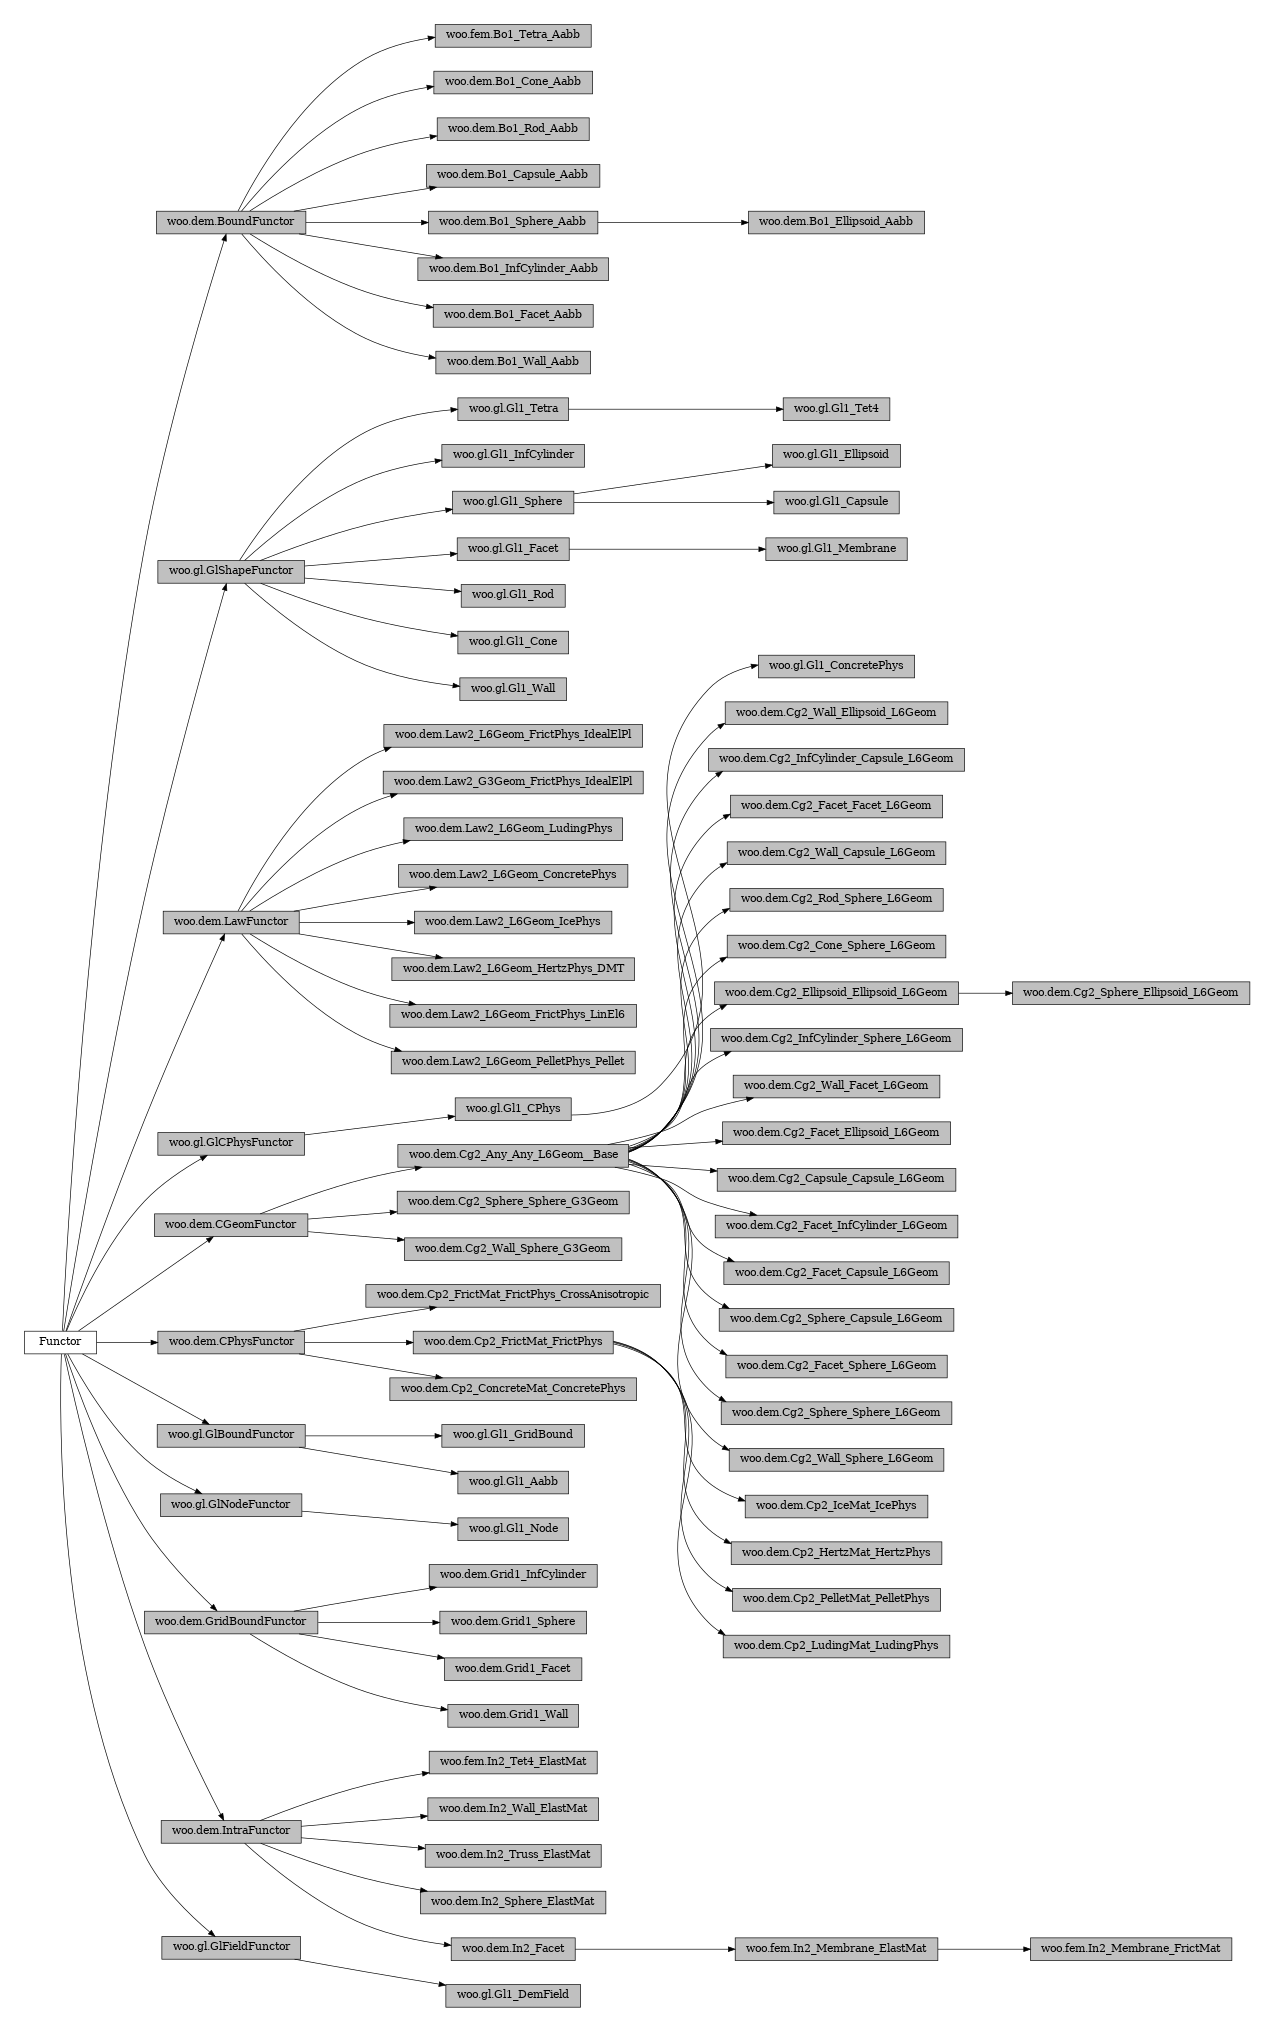 woo.fem.Bo1_Tetra_Aabb
woo.dem.Bo1_Cone_Aabb
woo.dem.Bo1_Rod_Aabb
woo.dem.Bo1_Capsule_Aabb
woo.dem.BoundFunctor
woo.dem.Bo1_Sphere_Aabb
woo.dem.Bo1_Ellipsoid_Aabb
woo.dem.Bo1_InfCylinder_Aabb
woo.dem.Bo1_Facet_Aabb
woo.dem.Bo1_Wall_Aabb
woo.gl.Gl1_Tetra
woo.gl.Gl1_Tet4
woo.gl.Gl1_InfCylinder
woo.gl.Gl1_Ellipsoid
woo.gl.Gl1_Sphere
woo.gl.Gl1_Capsule
woo.gl.Gl1_Facet
woo.gl.Gl1_Membrane
woo.gl.GlShapeFunctor
woo.gl.Gl1_Rod
woo.gl.Gl1_Cone
woo.gl.Gl1_ConcretePhys
woo.gl.Gl1_Wall
woo.dem.Cg2_Wall_Ellipsoid_L6Geom
woo.dem.Law2_L6Geom_FrictPhys_IdealElPl
woo.dem.Cg2_InfCylinder_Capsule_L6Geom
woo.dem.Law2_G3Geom_FrictPhys_IdealElPl
woo.dem.Cg2_Facet_Facet_L6Geom
woo.dem.Law2_L6Geom_LudingPhys
woo.dem.Cg2_Wall_Capsule_L6Geom
woo.dem.Law2_L6Geom_ConcretePhys
woo.dem.Cg2_Rod_Sphere_L6Geom
woo.dem.LawFunctor
woo.dem.Law2_L6Geom_IcePhys
woo.dem.Cg2_Cone_Sphere_L6Geom
woo.dem.Law2_L6Geom_HertzPhys_DMT
woo.dem.Cg2_Ellipsoid_Ellipsoid_L6Geom
woo.dem.Cg2_Sphere_Ellipsoid_L6Geom
woo.dem.Law2_L6Geom_FrictPhys_LinEl6
woo.dem.Cg2_InfCylinder_Sphere_L6Geom
woo.dem.Law2_L6Geom_PelletPhys_Pellet
woo.dem.Cg2_Wall_Facet_L6Geom
woo.gl.Gl1_CPhys
woo.dem.Cg2_Facet_Ellipsoid_L6Geom
woo.gl.GlCPhysFunctor
woo.dem.Cg2_Any_Any_L6Geom__Base
woo.dem.Cg2_Capsule_Capsule_L6Geom
woo.dem.Cg2_Sphere_Sphere_G3Geom
woo.dem.CGeomFunctor
woo.dem.Cg2_Facet_InfCylinder_L6Geom
woo.dem.Cg2_Wall_Sphere_G3Geom
woo.dem.Cg2_Facet_Capsule_L6Geom
woo.dem.Cp2_FrictMat_FrictPhys_CrossAnisotropic
woo.dem.Cg2_Sphere_Capsule_L6Geom
Functor
woo.dem.CPhysFunctor
woo.dem.Cp2_FrictMat_FrictPhys
woo.dem.Cg2_Facet_Sphere_L6Geom
woo.dem.Cp2_ConcreteMat_ConcretePhys
woo.dem.Cg2_Sphere_Sphere_L6Geom
woo.gl.GlBoundFunctor
woo.gl.Gl1_GridBound
woo.dem.Cg2_Wall_Sphere_L6Geom
woo.gl.Gl1_Aabb
woo.gl.GlNodeFunctor
woo.dem.Cp2_IceMat_IcePhys
woo.gl.Gl1_Node
woo.dem.Cp2_HertzMat_HertzPhys
woo.dem.Grid1_InfCylinder
woo.dem.Cp2_PelletMat_PelletPhys
woo.dem.GridBoundFunctor
woo.dem.Grid1_Sphere
woo.dem.Cp2_LudingMat_LudingPhys
woo.dem.Grid1_Facet
woo.dem.Grid1_Wall
woo.fem.In2_Tet4_ElastMat
woo.dem.In2_Wall_ElastMat
woo.dem.IntraFunctor
woo.dem.In2_Truss_ElastMat
woo.dem.In2_Sphere_ElastMat
woo.gl.GlFieldFunctor
woo.dem.In2_Facet
woo.fem.In2_Membrane_ElastMat
woo.fem.In2_Membrane_FrictMat
woo.gl.Gl1_DemField